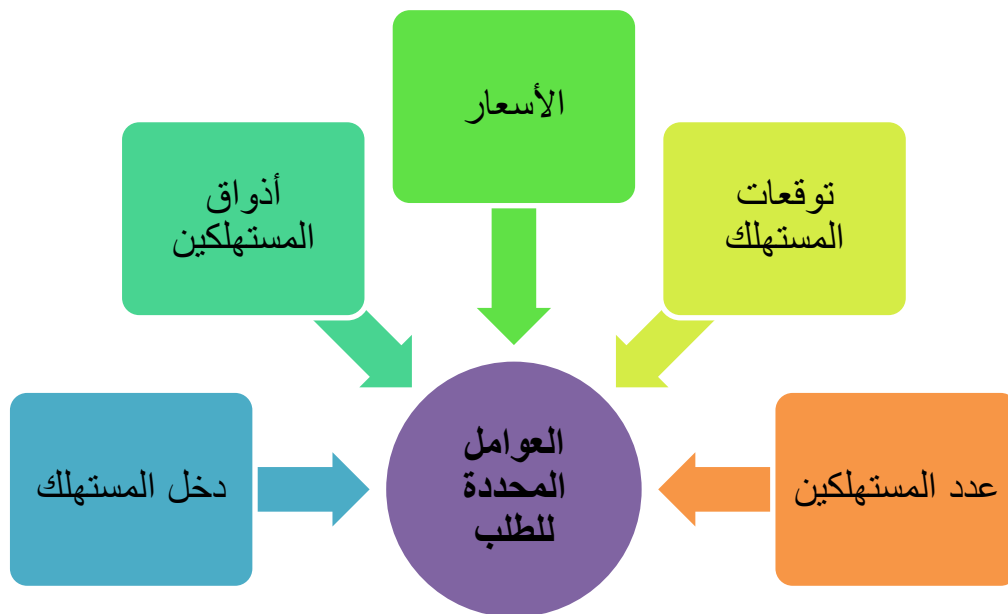 الأسعار
توقعات
المستهلك
أذواق
المستهلكين
عدد المستهلكين
دخل المستهلك
العوامل
المحددة
للطلب